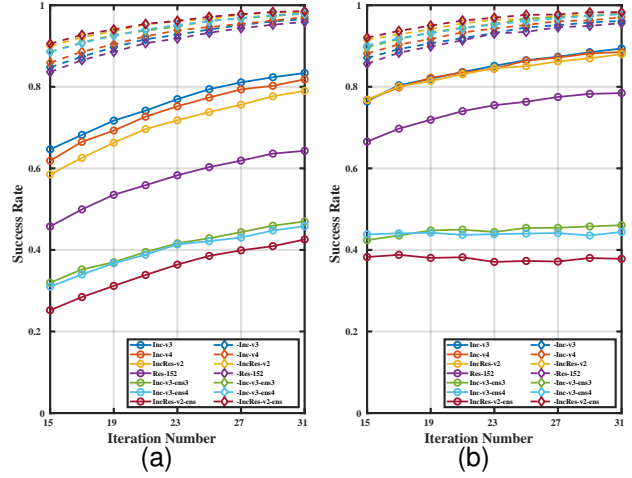 1
0.8
0.6
0.4
0.2
0
Success Rate
15 19 23 27 31
Iteration Number
Inc-v3 -Inc-v3
Inc-v4 -Inc-v4
IncRes-v2 -IncRes-v2
Res-152 -Res-152
Inc-v3-ens3 -Inc-v3-ens3
Inc-v3-ens4 -Inc-v3-ens4
IncRes-v2-ens -IncRes-v2-ens
(a)
1
0.8
0.6
0.4
0.2
0
Success Rate
15 19 23 27 31
Iteration Number
Inc-v3 -Inc-v3
Inc-v4 -Inc-v4
IncRes-v2 -IncRes-v2
Res-152 -Res-152
Inc-v3-ens3 -Inc-v3-ens3
Inc-v3-ens4 -Inc-v3-ens4
IncRes-v2-ens -IncRes-v2-ens
(b)